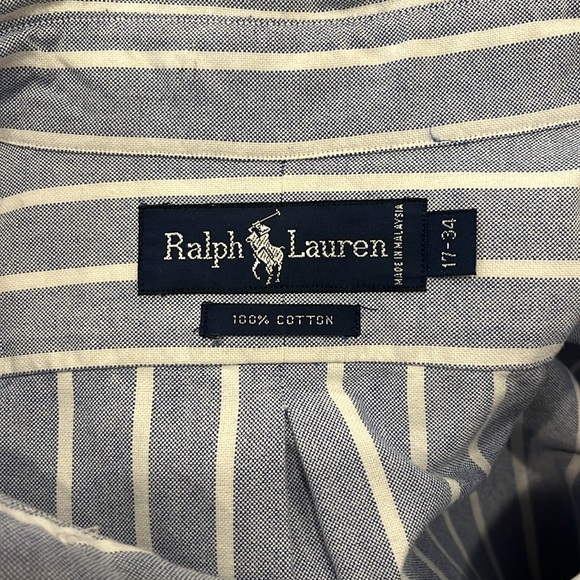 Ralph Lauren
MADE IN MALAYSIA
17-34
100% COTTON